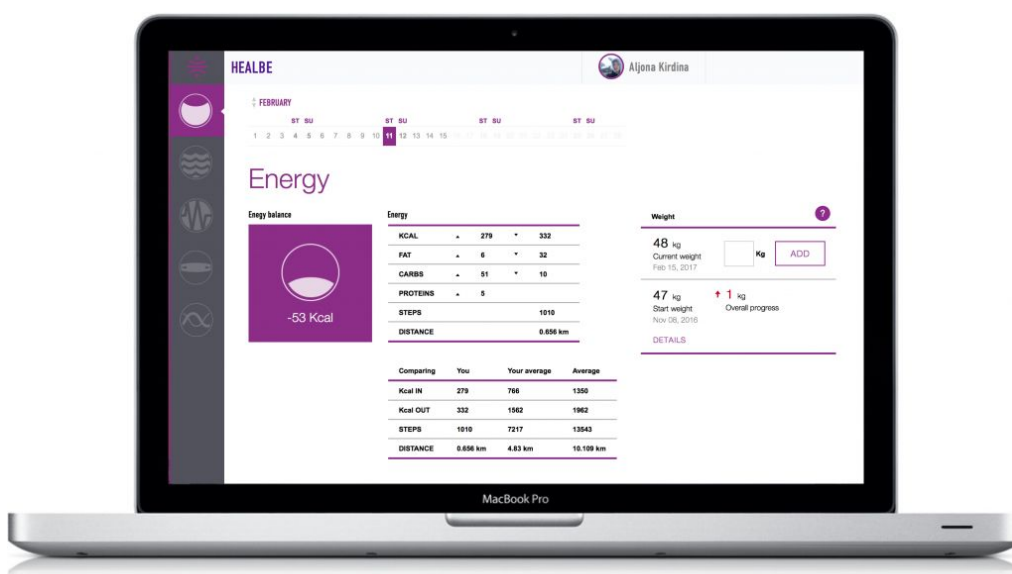 HEALBE
Aljona Kirdina
FEBRUARY
ST SU ST SU ST SU ST SU
1 2 3 4 5 6 7 8 9 10 11 12 13 14 15
Energy
Enegy balance
-53 Kcal
Energy
KCAL 279 332
FAT 6 32
CARBS 51 10
PROTEINS 5
STEPS 1010
DISTANCE 0.656 km
Comparing You Your average Average
Kcal IN 279 766 1350
Kcal OUT 332 1562 1962
STEPS 1010 7217 13543
DISTANCE 0.656 km 4.83 km 10.109 km
Weight ?
48 kg
Current weight
Feb 15, 2017
Kg ADD
47 kg
Start weight
Nov 08, 2016
1 kg
Overall progress
DETAILS
MacBook Pro